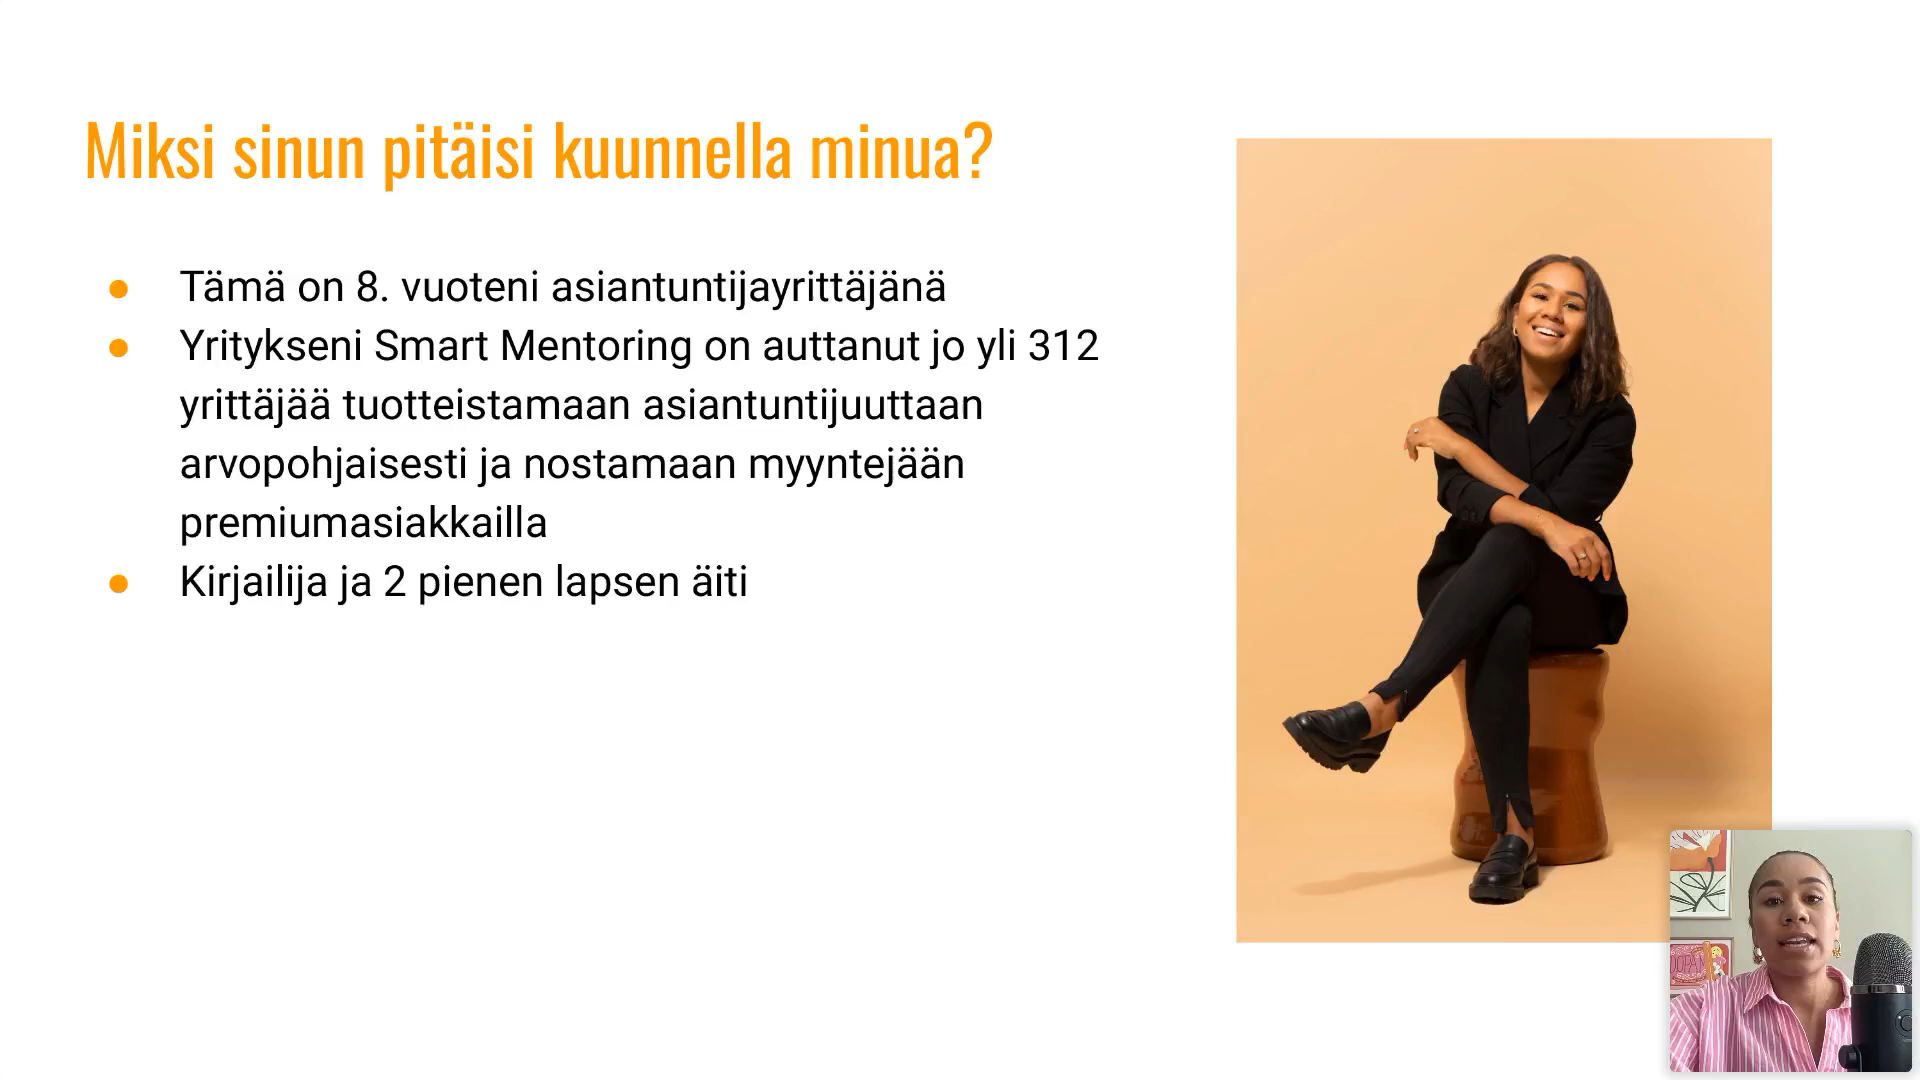 Miksi sinun pitäisi kuunnella minua?
● Tämä on 8. vuoteni asiantuntijayrittäjänä
● Yritykseni Smart Mentoring on auttanut jo yli 312
yrittäjää tuotteistamaan asiantuntijuuttaan
arvopohjaisesti ja nostamaan myyntejään
premiumasiakkailla
● Kirjailija ja 2 pienen lapsen äiti